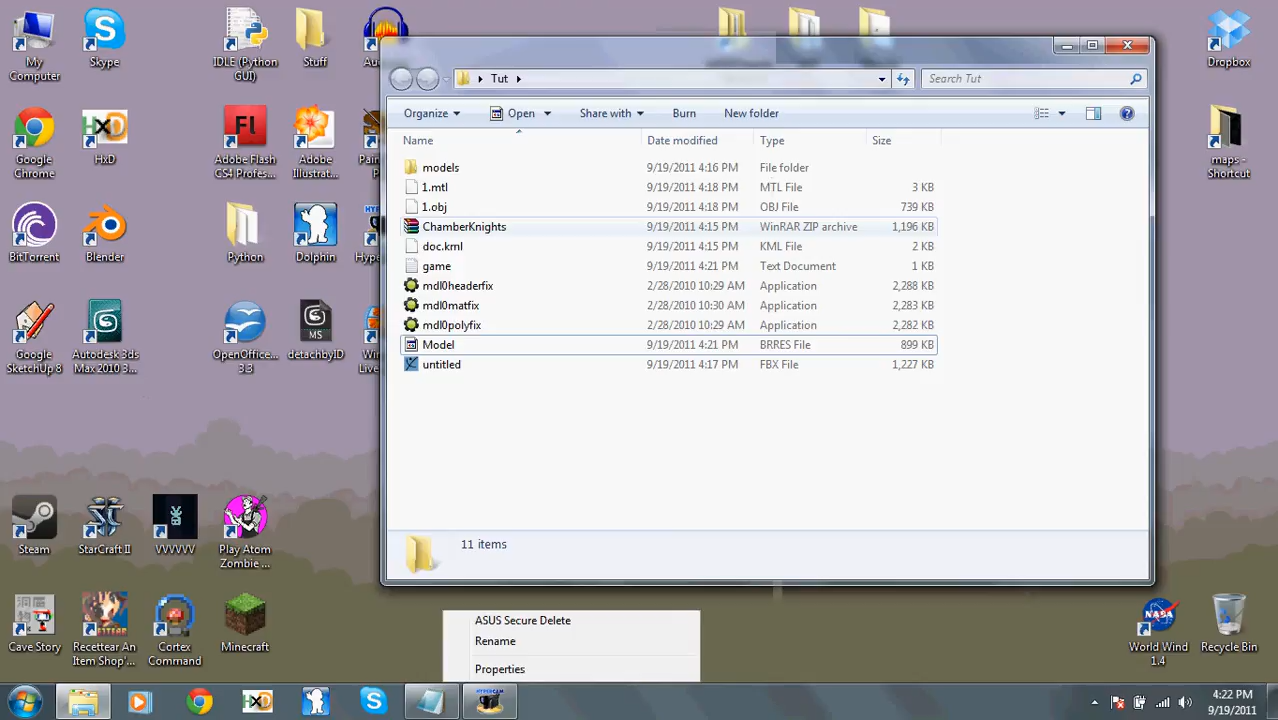 My
Computer
Skype
IDLE (Python
GUI)
Stuff
Au
Google
Chrome
HxD
Adobe Flash
CS4 Profes...
Adobe
Illustrat...
Pain
BitTorrent
Blender
Python
Dolphin
Hype
Google
SketchUp 8
Autodesk 3ds
Max 2010 3...
OpenOffice...
3.3
MS
detachbyID
Win
Live
Steam
StarCraft II
VVVVVV
Play Atom
Zombie ...
Cave Story
Recettear An
Item Shop'...
Cortex
Command
Minecraft
Dropbox
maps -
Shortcut
World Wind
1.4
Recycle Bin
Tut
Search Tut
Organize
Open
Share with
Burn
New folder
Name
Date modified
Type
Size
models 9/19/2011 4:16 PM File folder
1.mtl 9/19/2011 4:18 PM MTL File 3 KB
1.obj 9/19/2011 4:18 PM OBJ File 739 KB
ChamberKnights 9/19/2011 4:15 PM WinRAR ZIP archive 1,196 KB
doc.kml 9/19/2011 4:15 PM KML File 2 KB
game 9/19/2011 4:21 PM Text Document 1 KB
mdl0headerfix 2/28/2010 10:29 AM Application 2,288 KB
mdl0matfix 2/28/2010 10:30 AM Application 2,283 KB
mdl0polyfix 2/28/2010 10:29 AM Application 2,282 KB
Model 9/19/2011 4:21 PM BRRES File 899 KB
untitled 9/19/2011 4:17 PM FBX File 1,227 KB
11 items
ASUS Secure Delete
Rename
Properties
HYPERCAM
4:22 PM
9/19/2011